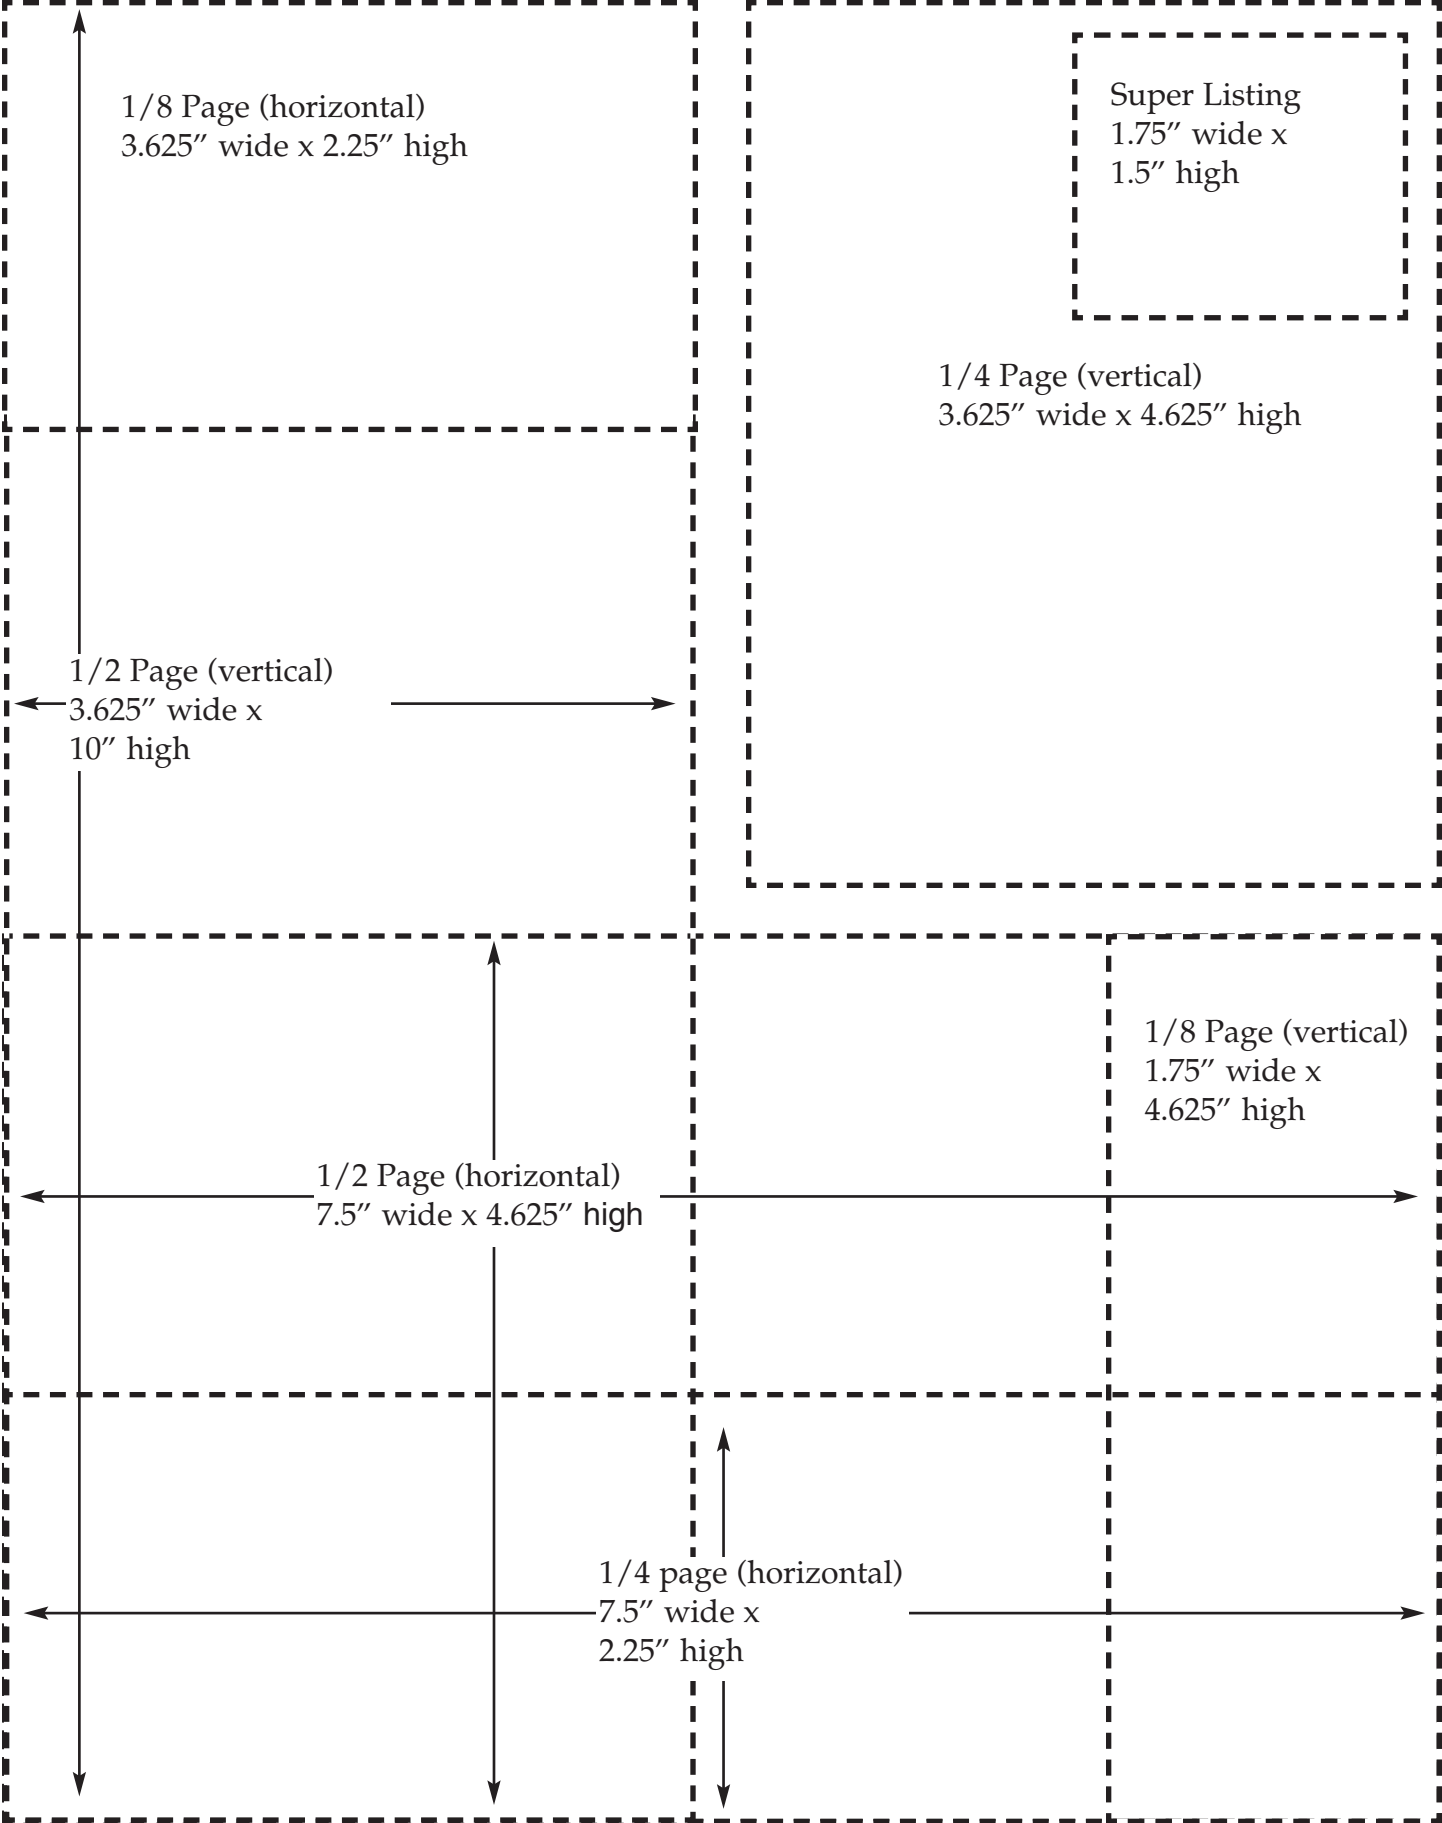 1/8 Page (horizontal)
3.625″ wide x 2.25″ high
Super Listing
1.75″ wide x
1.5″ high
1/4 Page (vertical)
3.625″ wide x 4.625″ high
1/2 Page (vertical)
3.625″ wide x
10″ high
1/8 Page (vertical)
1.75″ wide x
4.625″ high
1/2 Page (horizontal)
7.5″ wide x 4.625″ high
1/4 page (horizontal)
7.5″ wide x
2.25″ high